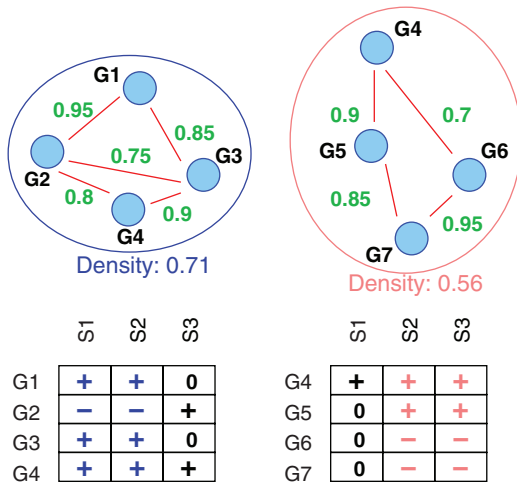 G4
G1
0.95
0.85
0.9
0.7
0.75
G3
G5
G6
G2
0.8
0.9
0.85
0.95
G4
G7
Density: 0.71
Density: 0.56
S1 S2 S3
S1 S2 S3
G1 + + 0
G2 − − +
G3 + + 0
G4 + + +
G4 + + +
G5 0 + +
G6 0 − −
G7 0 − −